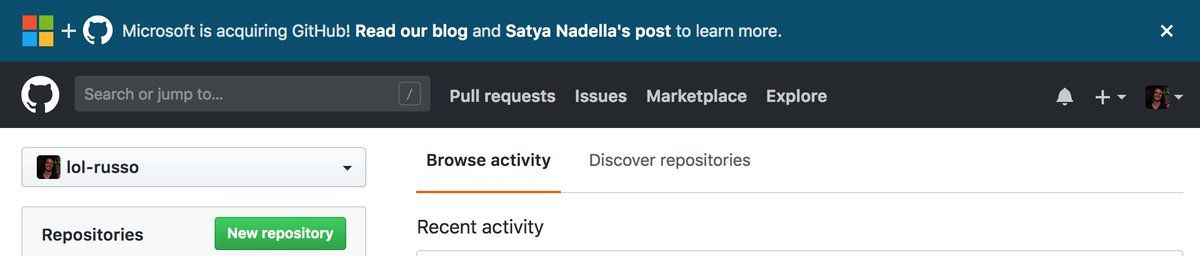 Microsoft is acquiring GitHub! Read our blog and Satya Nadella's post to learn more.
Search or jump to... /
Pull requests Issues Marketplace Explore
lol-russo
Browse activity Discover repositories
Repositories New repository
Recent activity